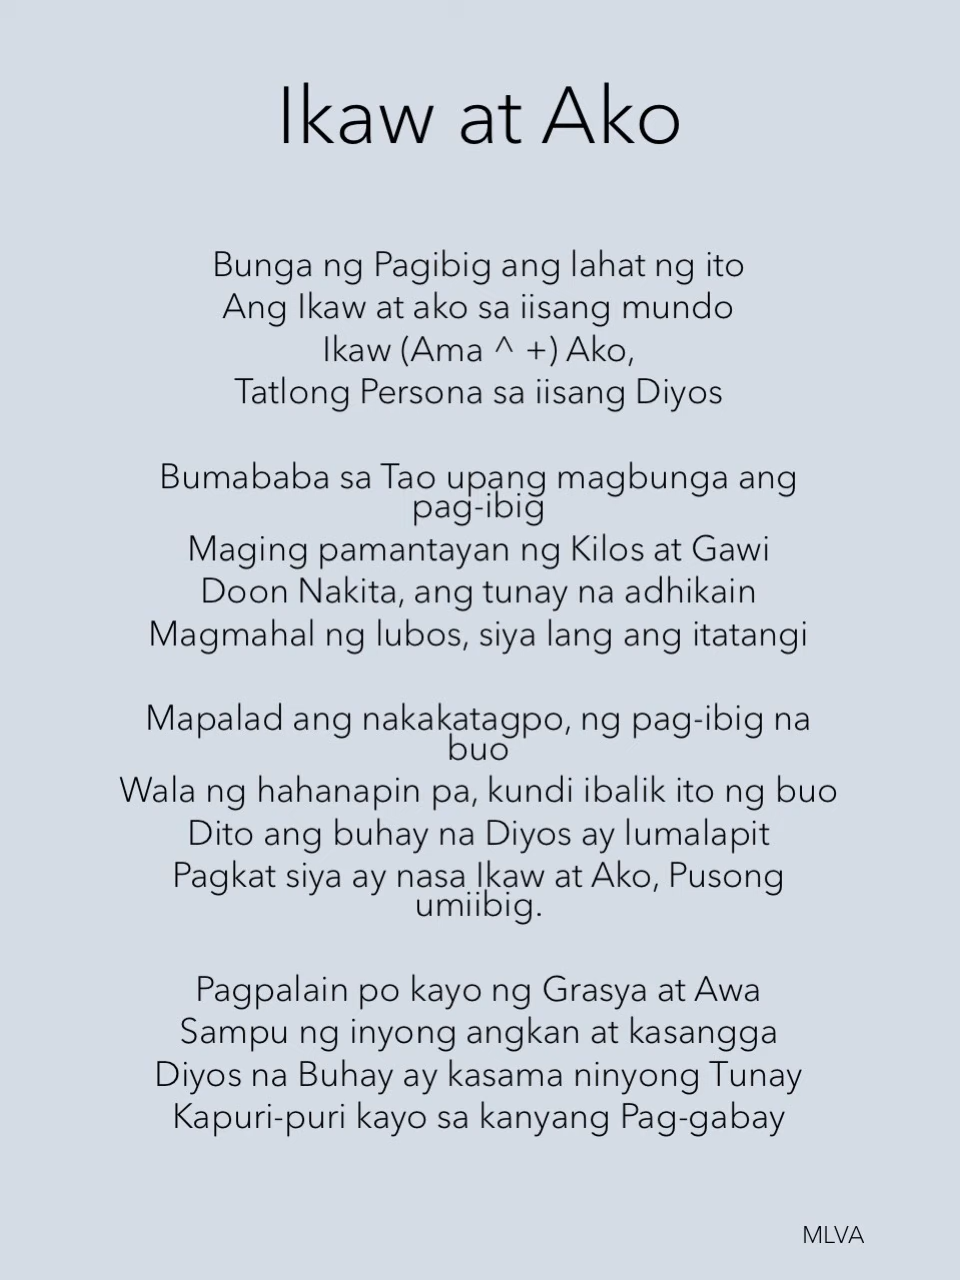 Ikaw at Ako
Bunga ng Pagibig ang lahat ng ito
Ang Ikaw at ako sa iisang mundo
Ikaw (Ama ^ +) Ako,
Tatlong Persona sa iisang Diyos
Bumababa sa Tao upang magbunga ang
pag-ibig
Maging pamantayan ng Kilos at Gawi
Doon Nakita, ang tunay na adhikain
Magmahal ng lubos, siya lang ang itatangi
Mapalad ang nakakatagpo, ng pag-ibig na
buo
Wala ng hahanapin pa, kundi ibalik ito ng buo
Dito ang buhay na Diyos ay lumalapit
Pagkat siya ay nasa Ikaw at Ako, Pusong
umiibig.
Pagpalain po kayo ng Grasya at Awa
Sampu ng inyong angkan at kasangga
Diyos na Buhay ay kasama ninyong Tunay
Kapuri-puri kayo sa kanyang Pag-gabay
MLVA